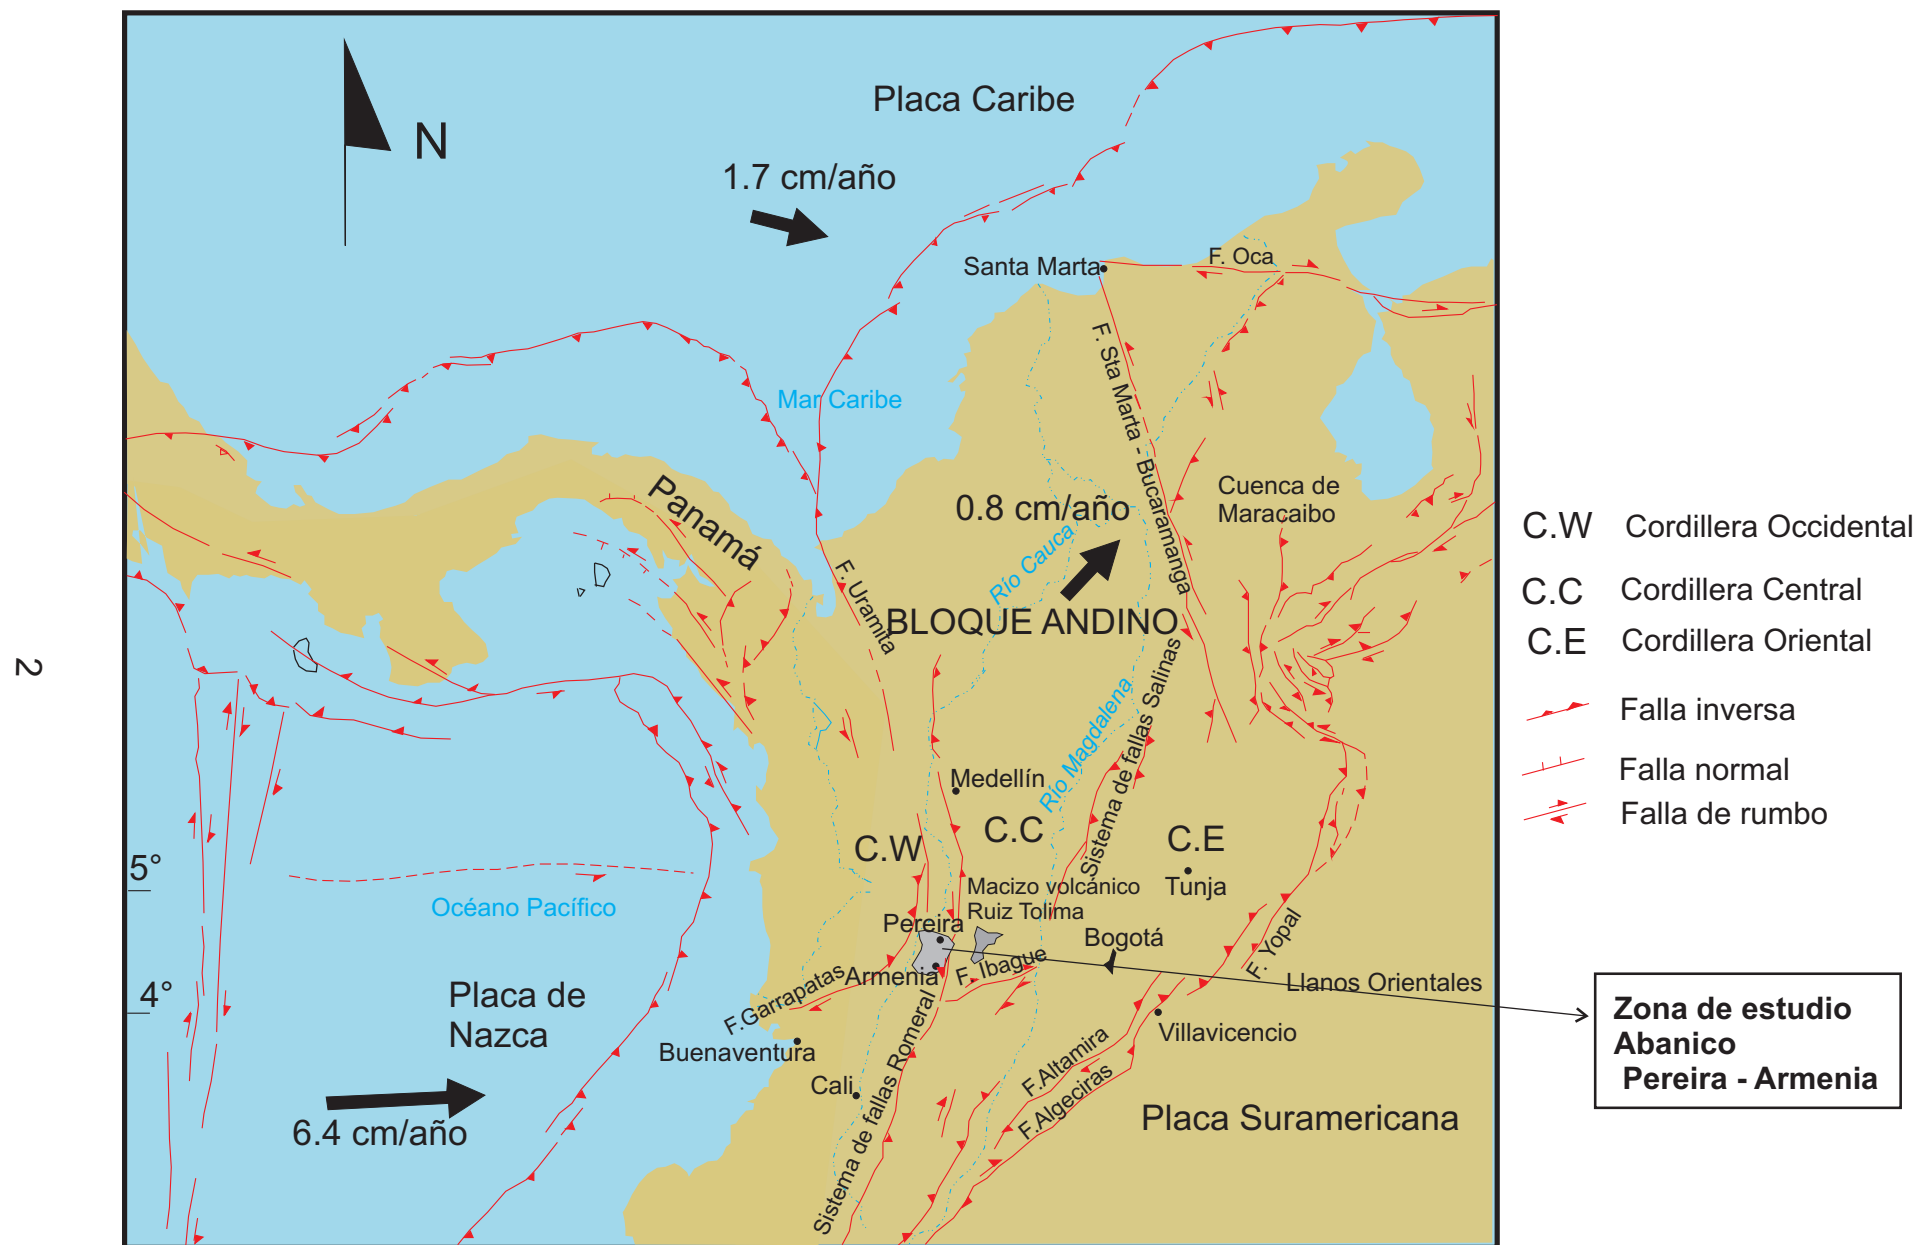 Placa Caribe
N
1.7 cm/año
Santa Marta
F. Oca
F. Sta Marta - Bucaramanga
Mar Caribe
Cuenca de
Maracaibo
Panamá
0.8 cm/año
Río Cauca
F. Uramita
BLOQUE ANDINO
C.W Cordillera Occidental
C.C Cordillera Central
C.E Cordillera Oriental
Falla inversa
Falla normal
Falla de rumbo
2
Río Magdalena
Sistema de fallas Salinas
Medellín
C.W
C.C
C.E
Tunja
5°
Macizo volcánico
Ruiz Tolima
Océano Pacífico
Pereira
Bogotá
Armenia
F. Ibague
F. Yopal
Llanos Orientales
4°
Placa de
Nazca
F.Garrapatas
Buenaventura
Villavicencio
Zona de estudio
Abanico
Pereira - Armenia
Cali
Sistema de fallas Romeral
F.Altamira
F.Algeciras
Placa Suramericana
6.4 cm/año